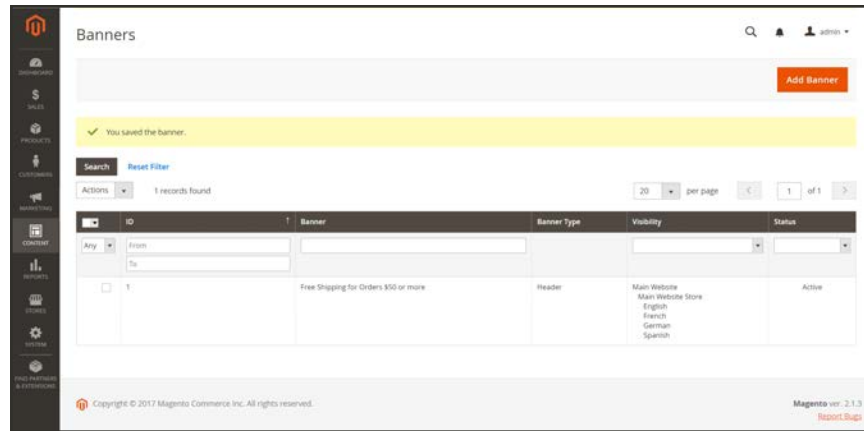 Banners
admin
DASHBOARD
SALES
PRODUCTS
CUSTOMERS
MARKETING
CONTENT
REPORTS
STORES
SYSTEM
FIND PARTNERS
& EXTENSIONS
Add Banner
You saved the banner.
Search Reset Filter
Actions 1 records found 20 per page 1 of 1
ID Banner Banner Type Visibility Status
Any From
To
1 Free Shipping for Orders $50 or more Header Main Website Active
Main Website Store
English
French
German
Spanish
Copyright © 2017 Magento Commerce Inc. All rights reserved. Magento ver. 2.1.3
Report Bugs